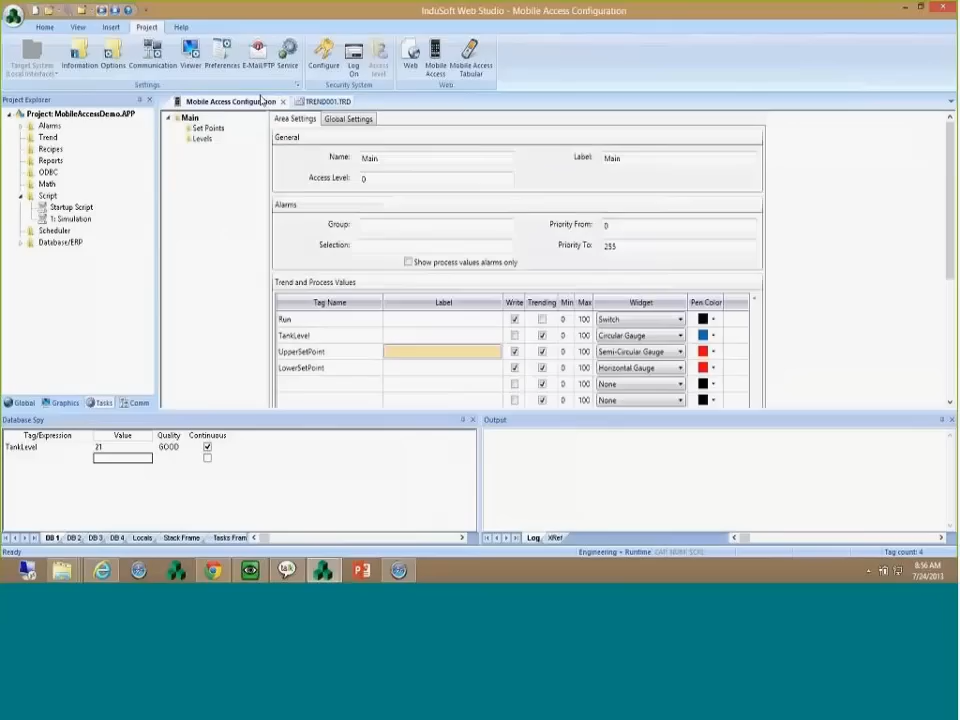 InduSoft Web Studio - Mobile Access Configuration
Home View Insert Project Help
Target System (Local Interface) Information Options Communication Viewer Preferences E-Mail/FTP Service Configure Log On Access level Web Mobile Access Mobile Access Tabular
Settings Security System Web
Project Explorer
Mobile Access Configuration TREND001.TRD
Project: MobileAccessDemo.APP
Alarms
Trend
Recipes
Reports
ODBC
Math
Script
Startup Script
1: Simulation
Scheduler
Database/ERP
Global Graphics Tasks Comm
Main
Set Points
Levels
Area Settings Global Settings
General
Name: Main Label: Main
Access Level: 0
Alarms
Group: Priority From: 0
Selection: Priority To: 255
Show process values alarms only
Trend and Process Values
Tag Name Label Write Trending Min Max Widget Pen Color
Run 0 100 Switch
TankLevel 0 100 Circular Gauge
UpperSetPoint 0 100 Semi-Circular Gauge
LowerSetPoint 0 100 Horizontal Gauge
0 100 None
0 100 None
Database Spy
Tag/Expression Value Quality Continuous
TankLevel 21 GOOD
DB 1 DB 2 DB 3 DB 4 Locals Stack Frame Tasks Fram
Output
Log XRef
Ready
Engineering + Runtime CAP NUM SCRL
Tag count: 4
talk
8:56 AM
7/24/2013